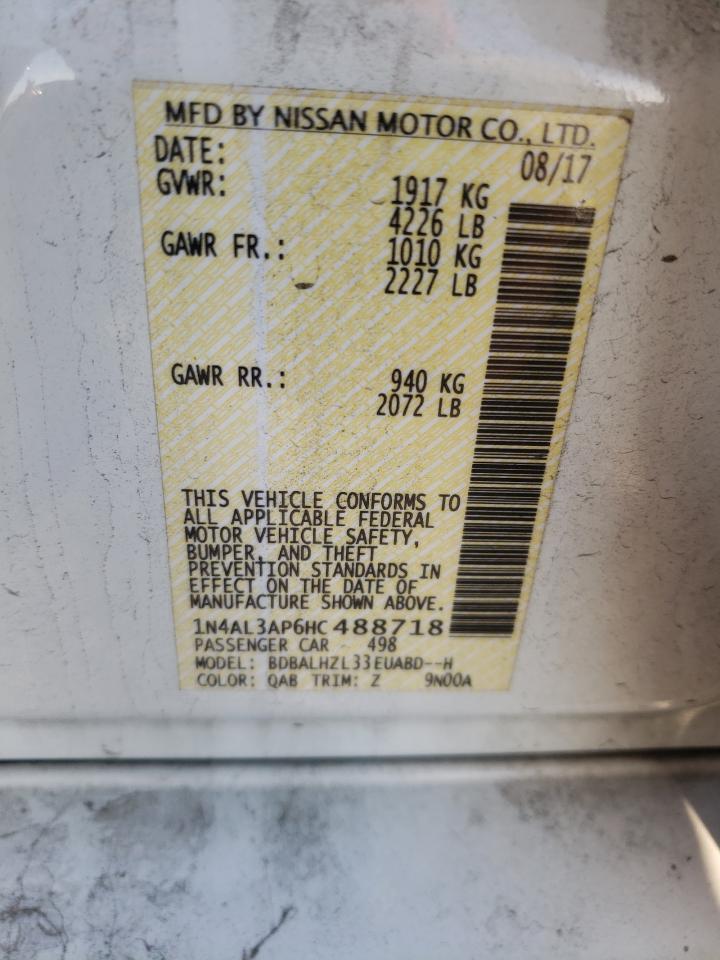 MFD BY NISSAN MOTOR CO., LTD.
DATE: 08/17
GVWR: 1917 KG
4226 LB
GAWR FR.: 1010 KG
2227 LB
GAWR RR.: 940 KG
2072 LB
THIS VEHICLE CONFORMS TO
ALL APPLICABLE FEDERAL
MOTOR VEHICLE SAFETY,
BUMPER, AND THEFT
PREVENTION STANDARDS IN
EFFECT ON THE DATE OF
MANUFACTURE SHOWN ABOVE.
1N4AL3AP6HC488718
PASSENGER CAR 498
MODEL: BDBALHZL33EUABD--H
COLOR: QAB TRIM: Z 9N00A